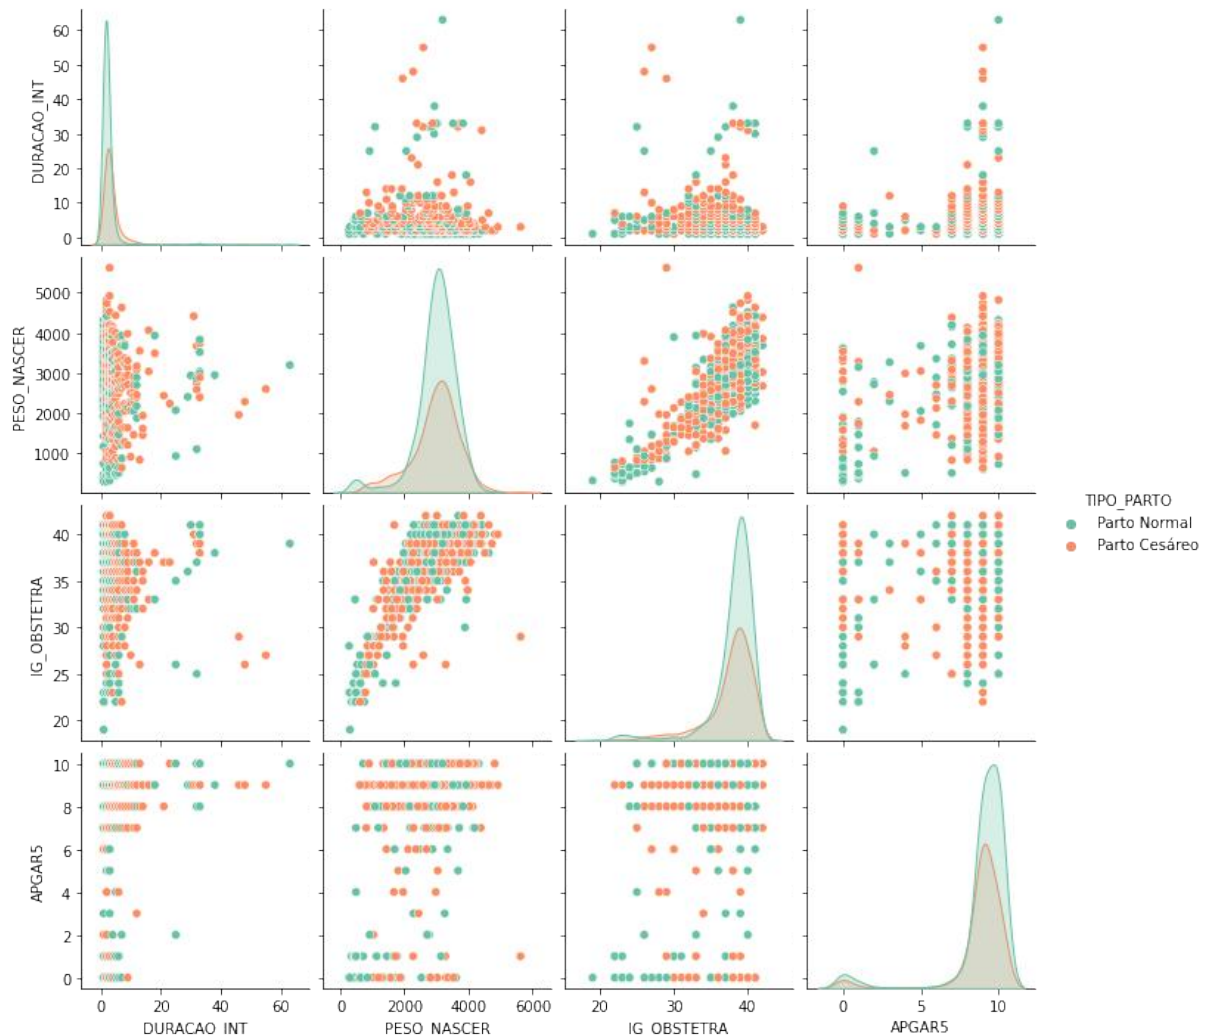 60
50
40
30
20
10
0
DURACAO_INT
5000
4000
3000
2000
1000
PESO_NASCER
TIPO_PARTO
Parto Normal
Parto Cesáreo
40
35
30
25
20
IG_OBSTETRA
10
8
6
4
2
0
APGAR5
0 20 40 60
0 2000 4000 6000
20 30 40
0 5 10
DURACAO_INT
PESO_NASCER
IG_OBSTETRA
APGAR5